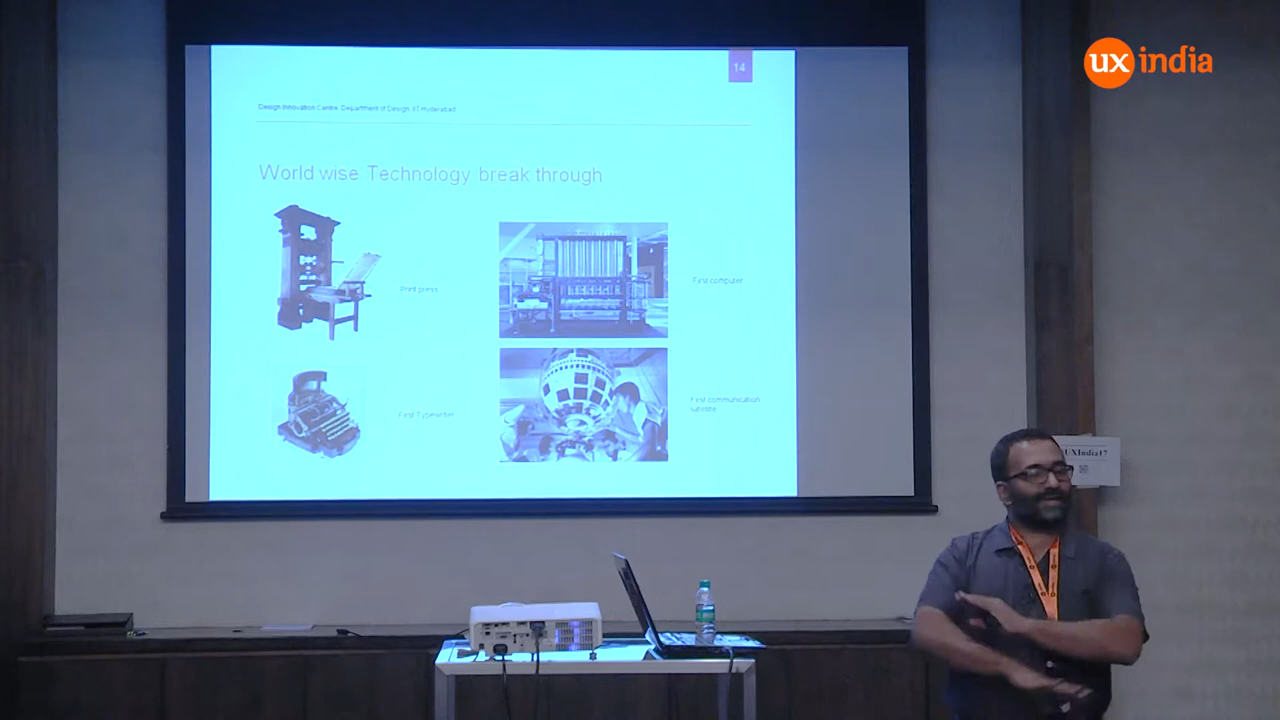 14
Design Innovation Centre, Department of Design, IIT Hyderabad
World wise Technology break through
Print press
First computer
First Typewriter
First communication
satellite
ux india
UXIndia17